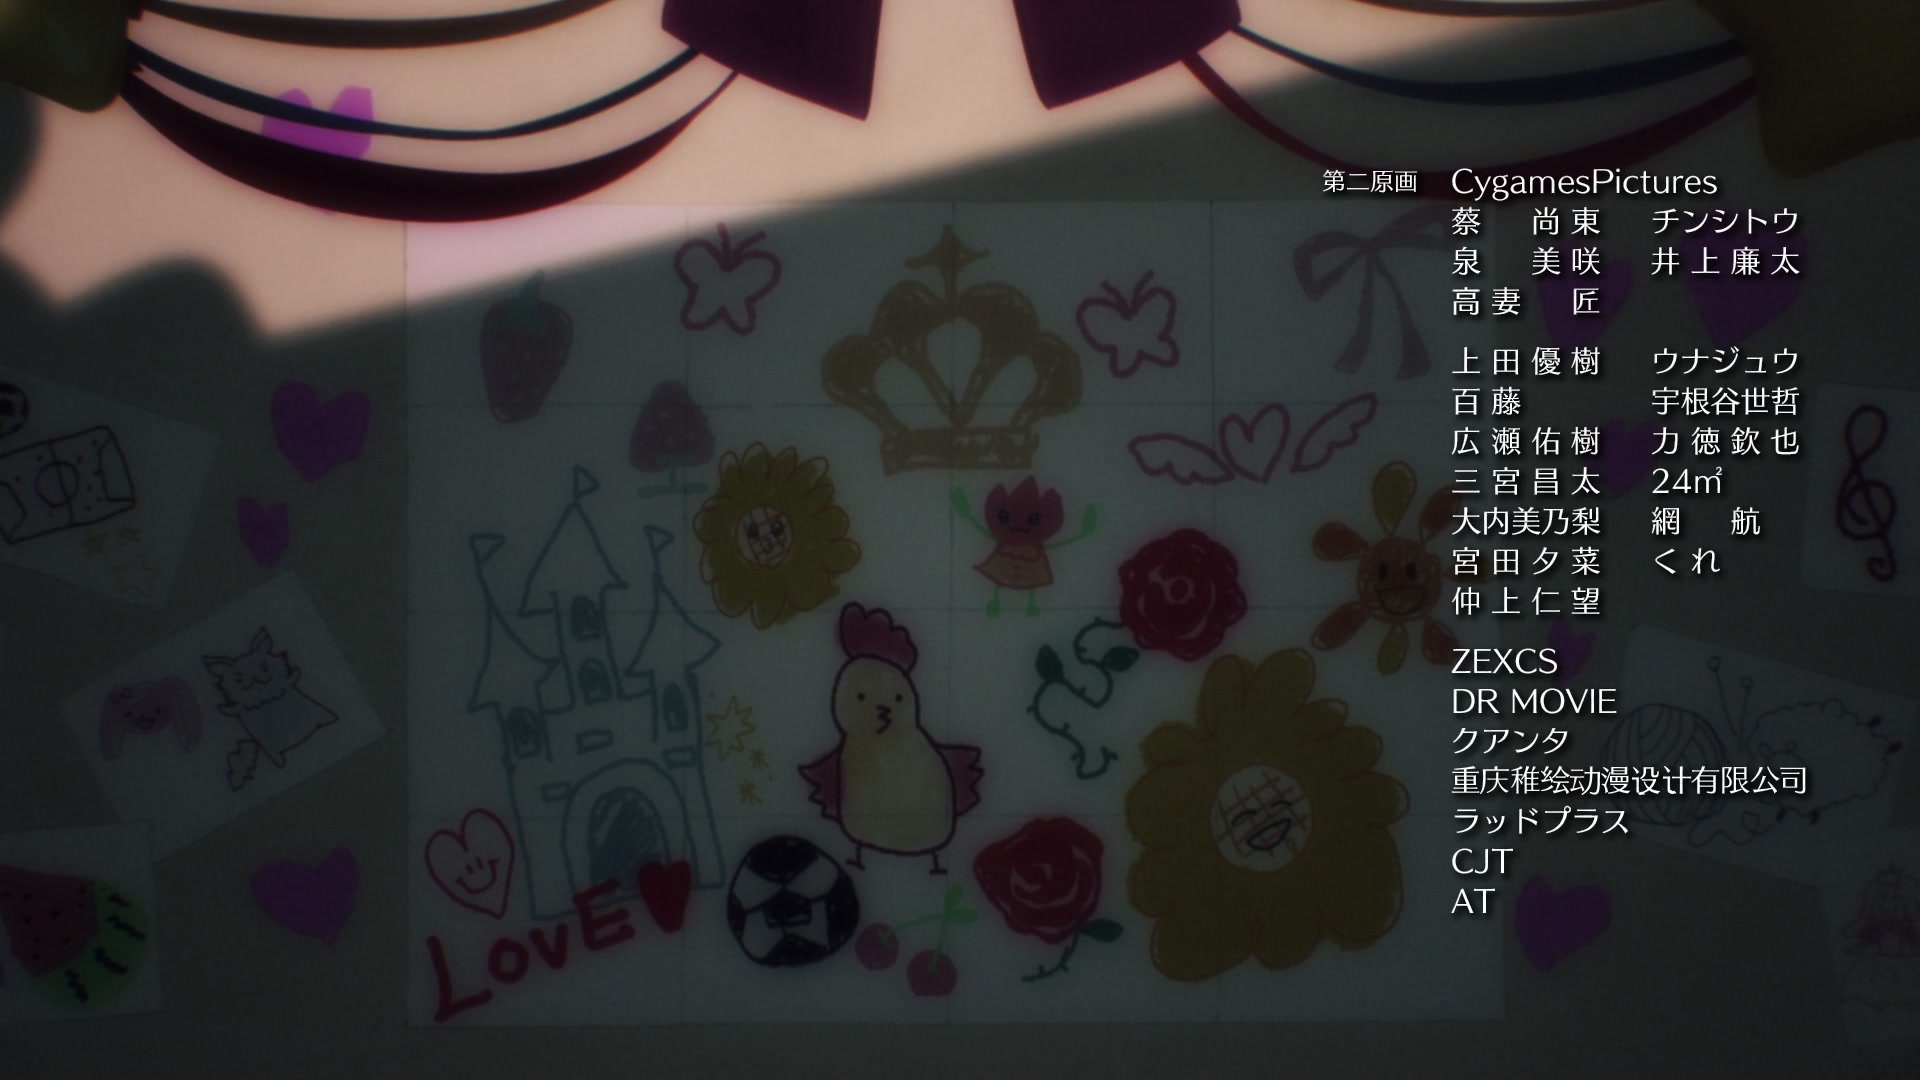 第二原画 CygamesPictures
蔡 尚東 チンシトウ
泉 美咲 井上廉太
高妻 匠
上田優樹 ウナジュウ
百藤 宇根谷世哲
広瀬佑樹 力徳欽也
三宮昌太 24㎡
大内美乃梨 網 航
宮田夕菜 くれ
仲上仁望
ZEXCS
DR MOVIE
クアンタ
重庆稚绘动漫设计有限公司
ラッドプラス
CJT
AT
LOVE